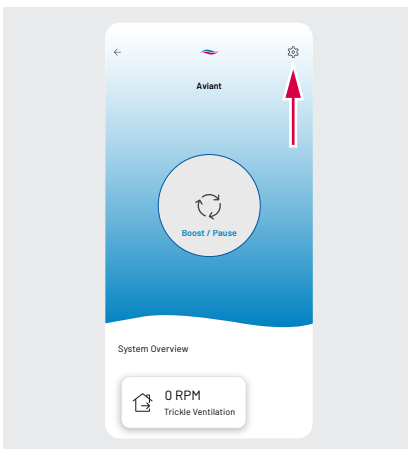 Aviant
Boost / Pause
System Overview
0 RPM
Trickle Ventilation